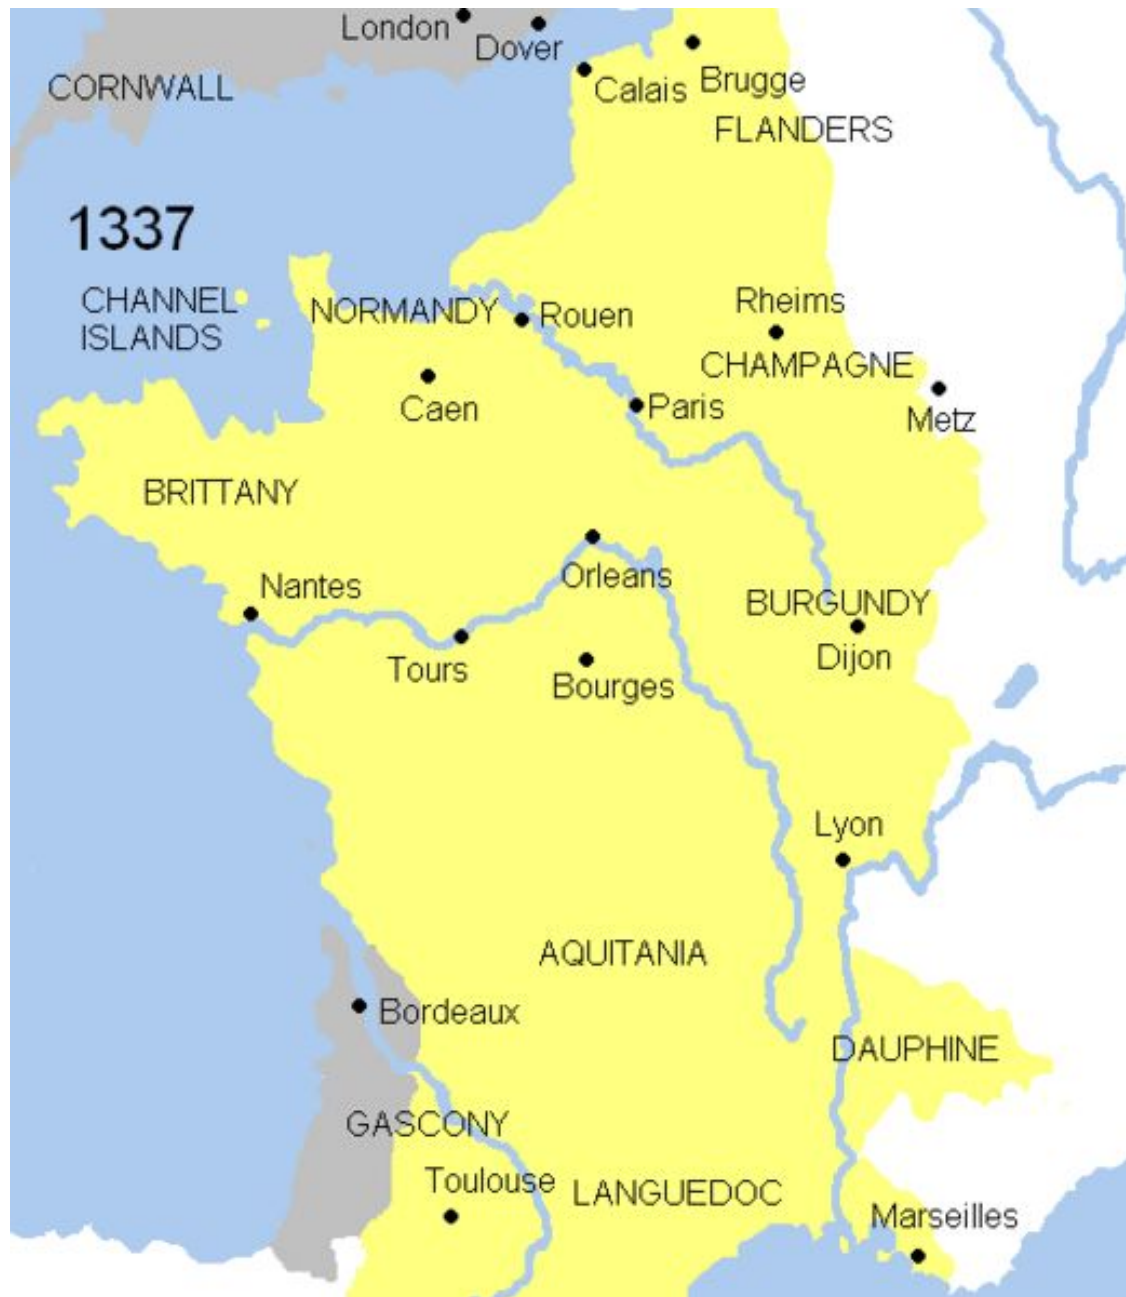 London
Dover
CORNWALL
Calais
Brugge
FLANDERS
1337
CHANNEL
ISLANDS
NORMANDY
Rouen
Rheims
CHAMPAGNE
Caen
Paris
Metz
BRITTANY
Nantes
Orleans
BURGUNDY
Tours
Bourges
Dijon
Lyon
AQUITANIA
Bordeaux
DAUPHINE
GASCONY
Toulouse
LANGUEDOC
Marseilles